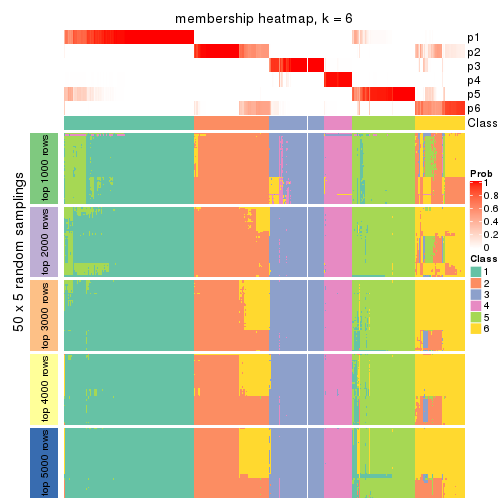 membership heatmap, k = 6
p1
p2
p3
p4
p5
p6
Class
50 x 5 random samplings
top 1000 rows
top 2000 rows
top 3000 rows
top 4000 rows
top 5000 rows
Prob
1
0.8
0.6
0.4
0.2
0
Class
1
2
3
4
5
6